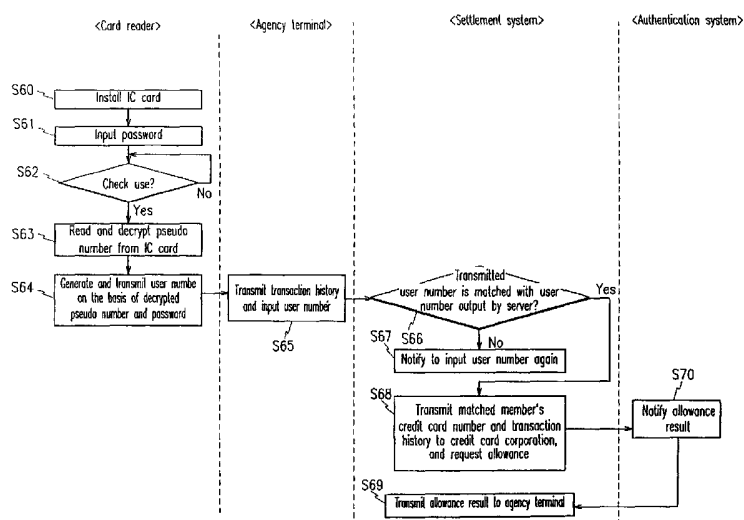 <Card reader>
<Agency terminal>
<Settlement system>
<Authentication system>
S60
Install IC card
S61
Input password
S62
Check use?
No
Yes
S63
Read and decrypt pseudo
number from IC card
S64
Generate and transmit user numbe
on the basis of decrypted
pseudo number and password
Transmit transaction history
and input user number
S65
Transmitted
user number is matched with user
number output by server?
Yes
S66
No
S67
Notify to input user number again
S68
Transmit matched member's
credit card number and transaction
history to credit card corporation,
and request allowance
S70
Notify allowance
result
S69
Transmit allowance result to agency terminal